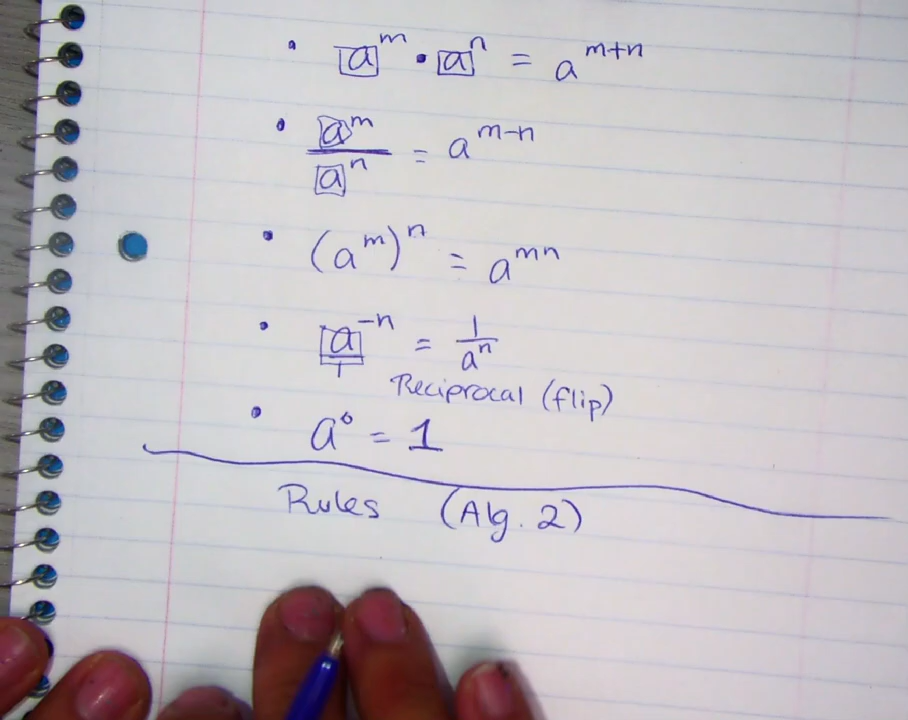 • a^m • a^n = a^{m+n}
• a^m / a^n = a^{m-n}
• (a^m)^n = a^{mn}
• a^{-n} / 1 = 1 / a^n
Reciprocal (flip)
• a^0 = 1
Rules (Alg. 2)